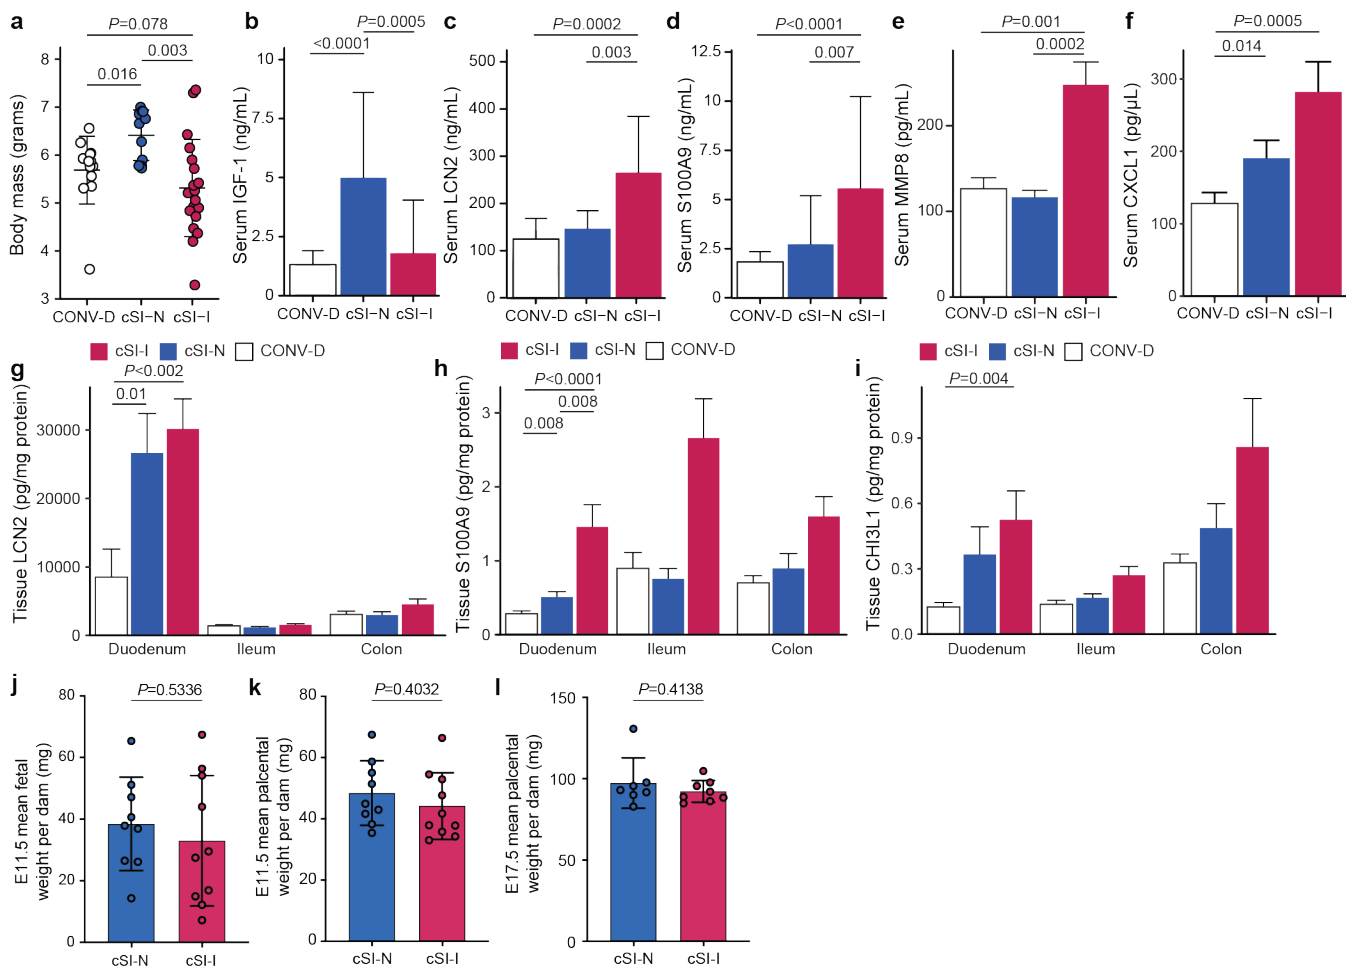 a
P=0.078
0.003
0.016
Body mass (grams)
8
7
6
5
4
3
CONV-D cSI−N cSI−I
b
P=0.0005
<0.0001
Serum IGF-1 (ng/mL)
10
7.5
5
2.5
0
CONV-D cSI−N cSI−I
c
P=0.0002
0.003
Serum LCN2 (ng/mL)
500
400
300
200
100
0
CONV-D cSI−N cSI−I
d
P<0.0001
0.007
Serum S100A9 (ng/mL)
12.5
10
7.5
5
2.5
0
CONV-D cSI−N cSI−I
e
P=0.001
0.0002
Serum MMP8 (pg/mL)
200
100
0
CONV-D cSI−N cSI−I
f
P=0.0005
0.014
Serum CXCL1 (pg/µL)
300
200
100
0
CONV-D cSI−N cSI−I
cSI-I cSI-N CONV-D
g
P<0.002
0.01
Tissue LCN2 (pg/mg protein)
30000
20000
10000
0
Duodenum Ileum Colon
cSI-I cSI-N CONV-D
h
P<0.0001
0.008
0.008
Tissue S100A9 (pg/mg protein)
3
2
1
0
Duodenum Ileum Colon
cSI-I cSI-N CONV-D
i
P=0.004
Tissue CHI3L1 (pg/mg protein)
0.9
0.6
0.3
0.0
Duodenum Ileum Colon
j
P=0.5336
E11.5 mean fetal
weight per dam (mg)
80
60
40
20
0
cSI-N cSI-I
k
P=0.4032
E11.5 mean palcental
weight per dam (mg)
80
60
40
20
0
cSI-N cSI-I
l
P=0.4138
E17.5 mean palcental
weight per dam (mg)
150
100
50
0
cSI-N cSI-I